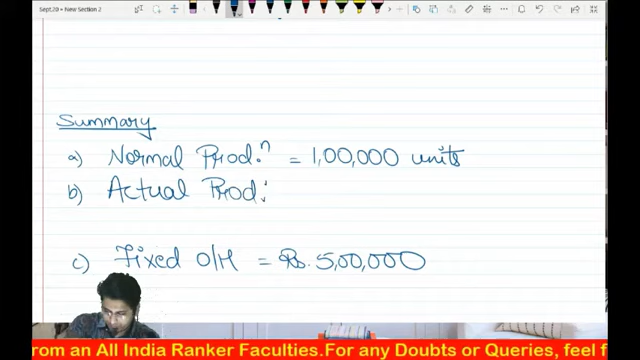 Sept.20 - New Section 2
Summary
a) Normal Prod.n = 1,00,000 units
b) Actual Prod.
c) Fixed O/H = Rs. 5,00,000
rom an All India Ranker Faculties.For any Doubts or Queries, feel f